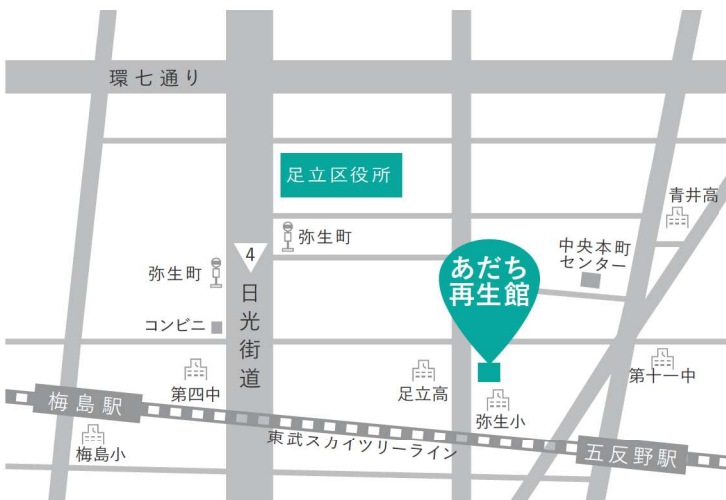 環七通り
足立区役所
青井高
弥生町
中央本町
センター
4
日光街道
弥生町
あだち
再生館
コンビニ
第四中
足立高
第十一中
弥生小
梅島駅
東武スカイツリーライン
五反野駅
梅島小